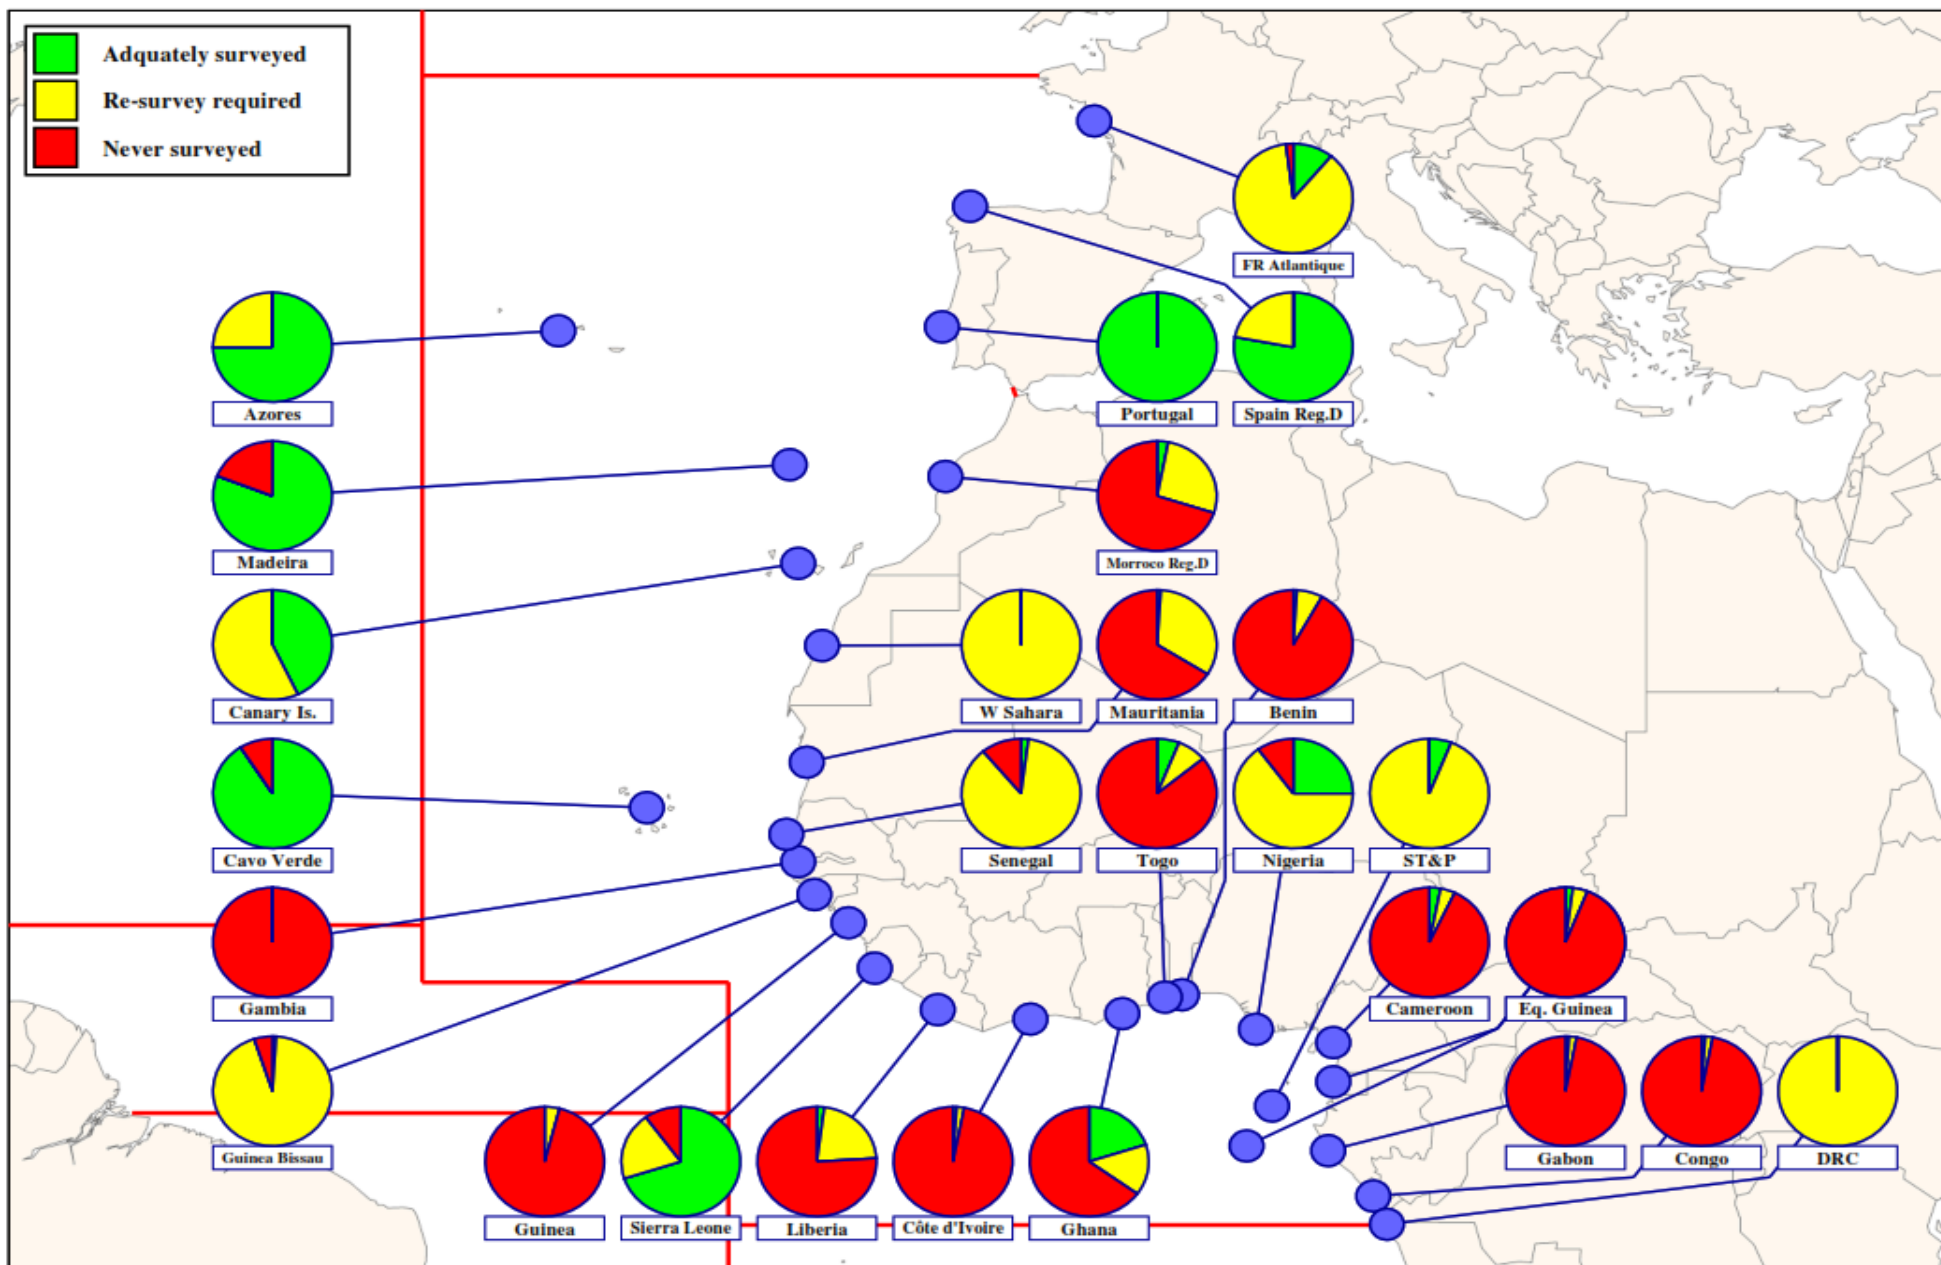 Adquately surveyed
Re-survey required
Never surveyed
FR Atlantique
Azores
Portugal
Spain Reg.D
Madeira
Morroco Reg.D
Canary Is.
W Sahara
Mauritania
Benin
Cavo Verde
Senegal
Togo
Nigeria
ST&P
Gambia
Cameroon
Eq. Guinea
Guinea Bissau
Gabon
Congo
DRC
Guinea
Sierra Leone
Liberia
Côte d'Ivoire
Ghana